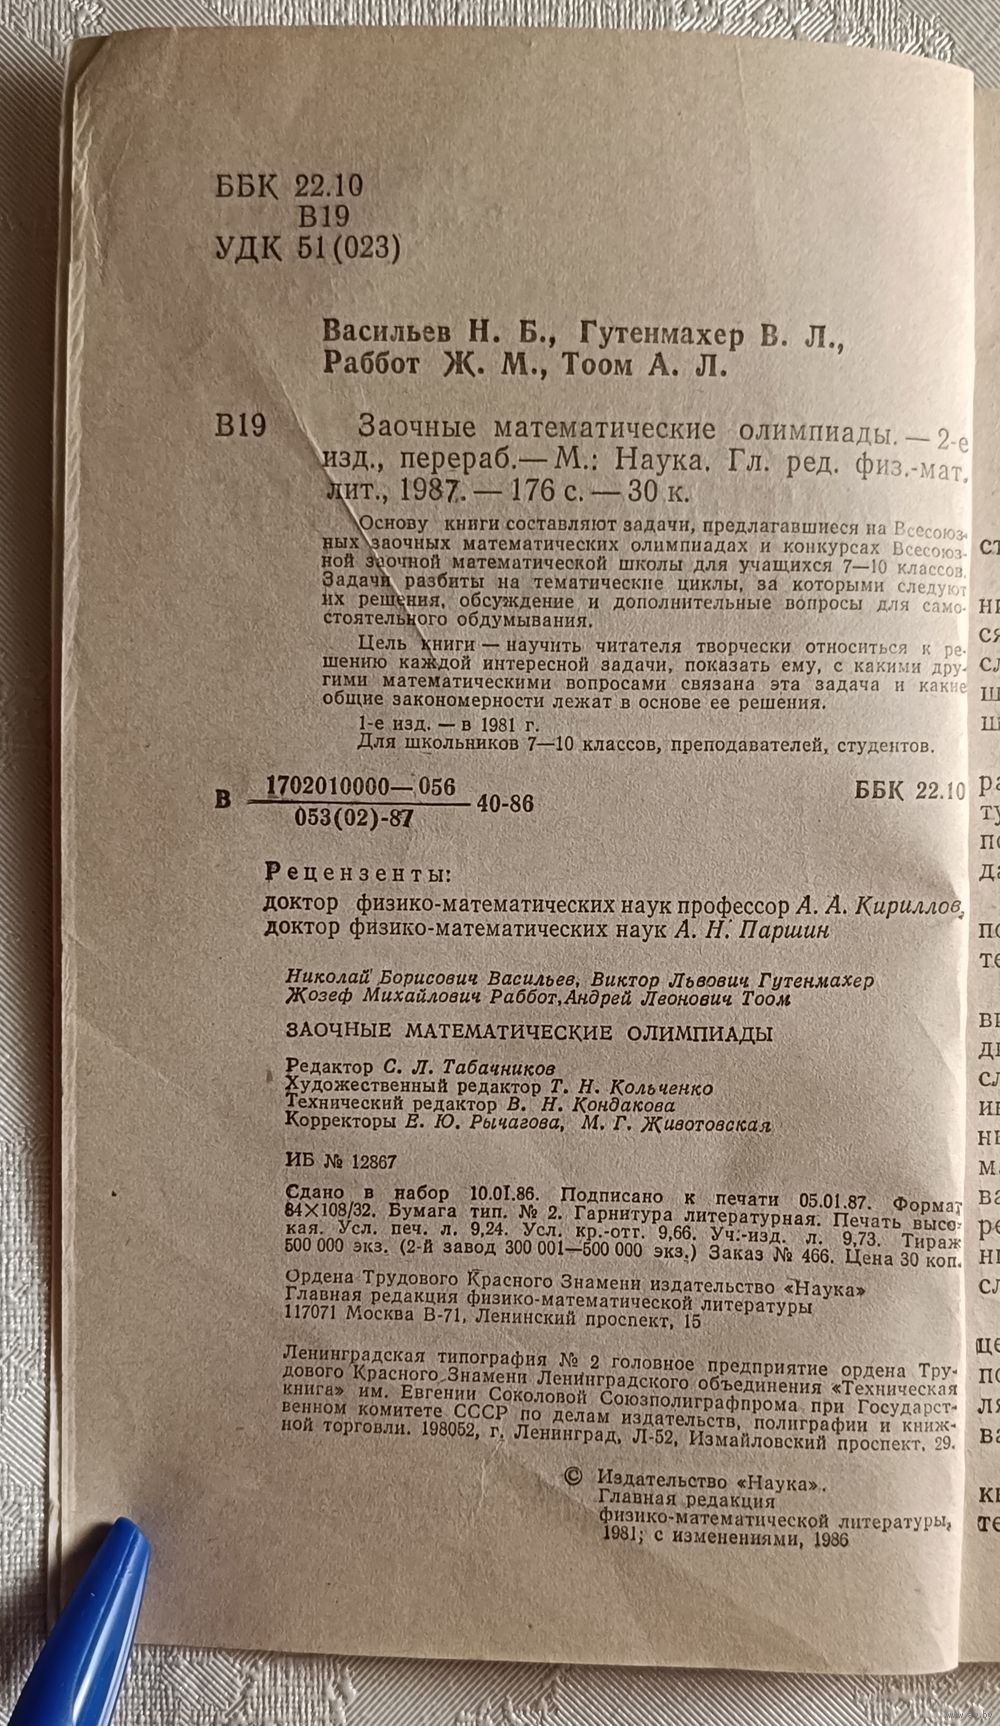 ББК 22.10
В19
УДК 51(023)
Васильев Н. Б., Гутенмахер В. Л.,
Раббот Ж. М., Тоом А. Л.
В19 Заочные математические олимпиады. — 2-е
изд., перераб.— М.: Наука. Гл. ред. физ.-мат.
лит., 1987. — 176 с. — 30 к.
Основу книги составляют задачи, предлагавшиеся на Всесоюз-
ных заочных математических олимпиадах и конкурсах Всесоюз-
ной заочной математической школы для учащихся 7—10 классов.
Задачи разбиты на тематические циклы, за которыми следуют
их решения, обсуждение и дополнительные вопросы для само-
стоятельного обдумывания.
Цель книги — научить читателя творчески относиться к ре-
шению каждой интересной задачи, показать ему, с какими дру-
гими математическими вопросами связана эта задача и какие
общие закономерности лежат в основе ее решения.
1-е изд. — в 1981 г.
Для школьников 7—10 классов, преподавателей, студентов.
В 1702010000—056 40-86 ББК 22.10
053(02)-87
Рецензенты:
доктор физико-математических наук профессор А. А. Кириллов,
доктор физико-математических наук А. Н. Паршин
Николай Борисович Васильев, Виктор Львович Гутенмахер
Жозеф Михайлович Раббот, Андрей Леонович Тоом
ЗАОЧНЫЕ МАТЕМАТИЧЕСКИЕ ОЛИМПИАДЫ
Редактор С. Л. Табачников
Художественный редактор Т. Н. Кольченко
Технический редактор В. Н. Кондакова
Корректоры Е. Ю. Рычагова, М. Г. Животовская
ИБ № 12867
Сдано в набор 10.01.86. Подписано к печати 05.01.87. Формат
84×108/32. Бумага тип. № 2. Гарнитура литературная. Печать высо-
кая. Усл. печ. л. 9,24. Усл. кр.-отт. 9,66. Уч.-изд. л. 9,73. Тираж
500 000 экз. (2-й завод 300 001—500 000 экз.) Заказ № 466. Цена 30 коп.
Ордена Трудового Красного Знамени издательство «Наука»
Главная редакция физико-математической литературы
117071 Москва В-71, Ленинский проспект, 15
Ленинградская типография № 2 головное предприятие ордена Тру-
дового Красного Знамени Ленинградского объединения «Техническая
книга» им. Евгении Соколовой Союзполиграфпрома при Государст-
венном комитете СССР по делам издательств, полиграфии и книж-
ной торговли. 198052, г. Ленинград, Л-52, Измайловский проспект, 29.
© Издательство «Наука».
Главная редакция
физико-математической литературы,
1981; с изменениями, 1986